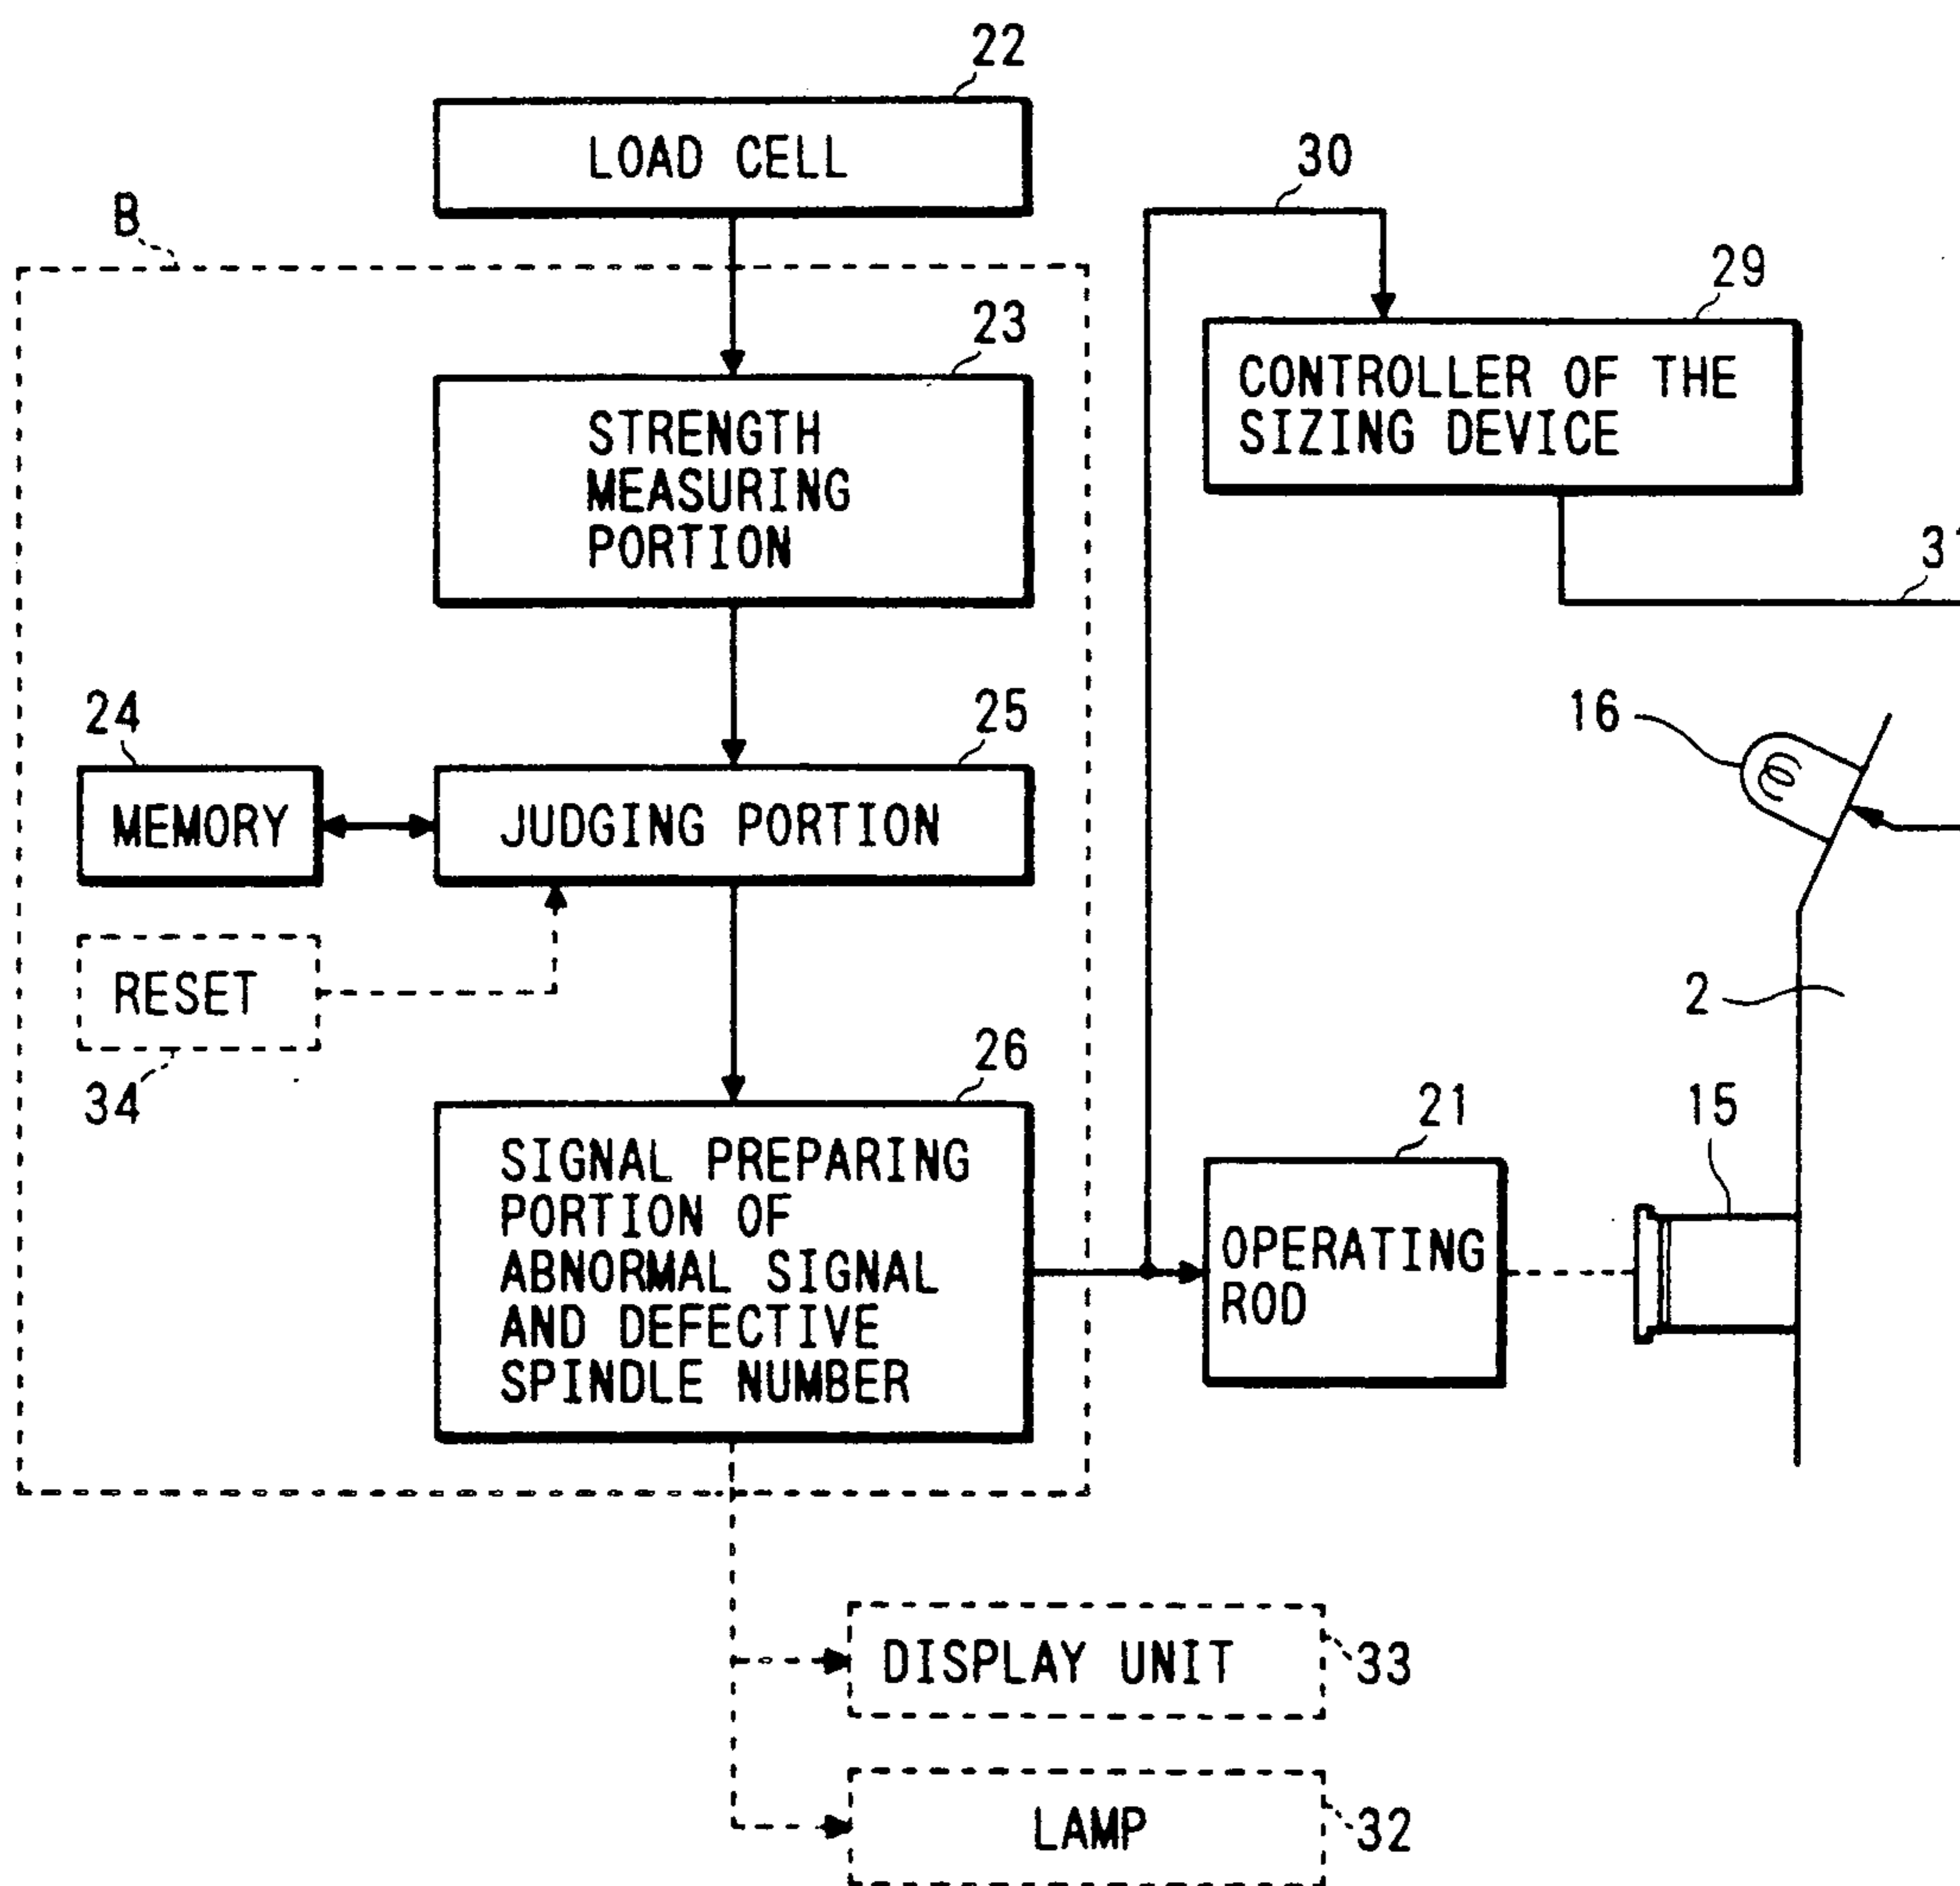 22
LOAD CELL
30
B
29
23
CONTROLLER OF THE
SIZING DEVICE
STRENGTH
MEASURING
PORTION
31
24
25
16
MEMORY
JUDGING PORTION
RESET
2
26
34
21
15
SIGNAL PREPARING
PORTION OF
ABNORMAL SIGNAL
AND DEFECTIVE
SPINDLE NUMBER
OPERATING
ROD
DISPLAY UNIT
33
LAMP
32